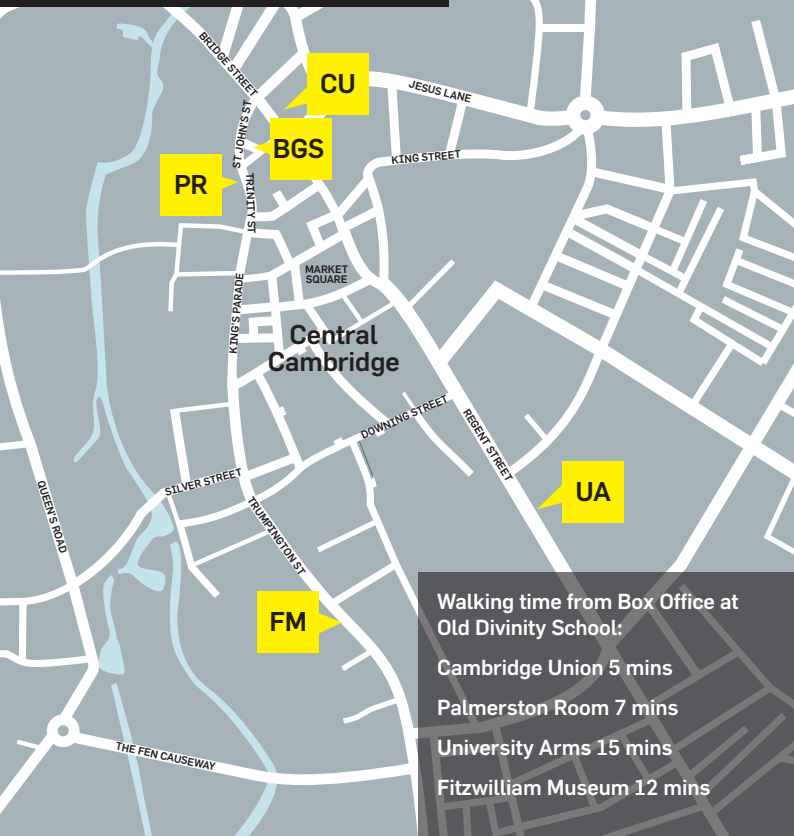 BRIDGE STREET
CU
JESUS LANE
ST JOHN'S ST
BGS
KING STREET
PR
TRINITY ST
MARKET
SQUARE
KING'S PARADE
Central
Cambridge
DOWNING STREET
REGENT STREET
SILVER STREET
UA
QUEEN'S ROAD
TRUMPINGTON ST
FM
Walking time from Box Office at
Old Divinity School:
Cambridge Union 5 mins
Palmerston Room 7 mins
University Arms 15 mins
Fitzwilliam Museum 12 mins
THE FEN CAUSEWAY